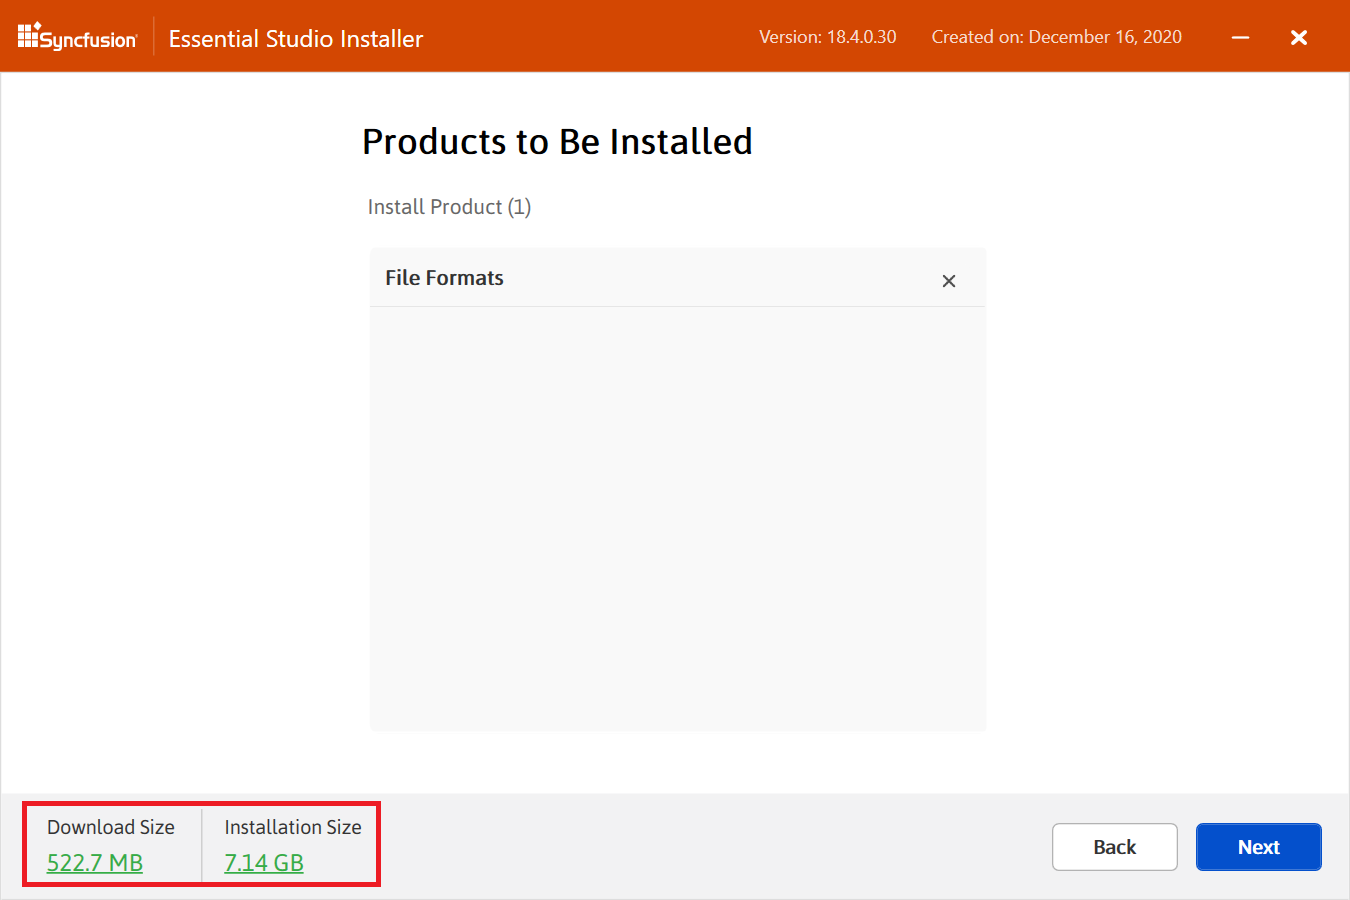 Syncfusion Essential Studio Installer Version: 18.4.0.30 Created on: December 16, 2020
Products to Be Installed
Install Product (1)
File Formats
Download Size Installation Size
522.7 MB 7.14 GB
Back Next